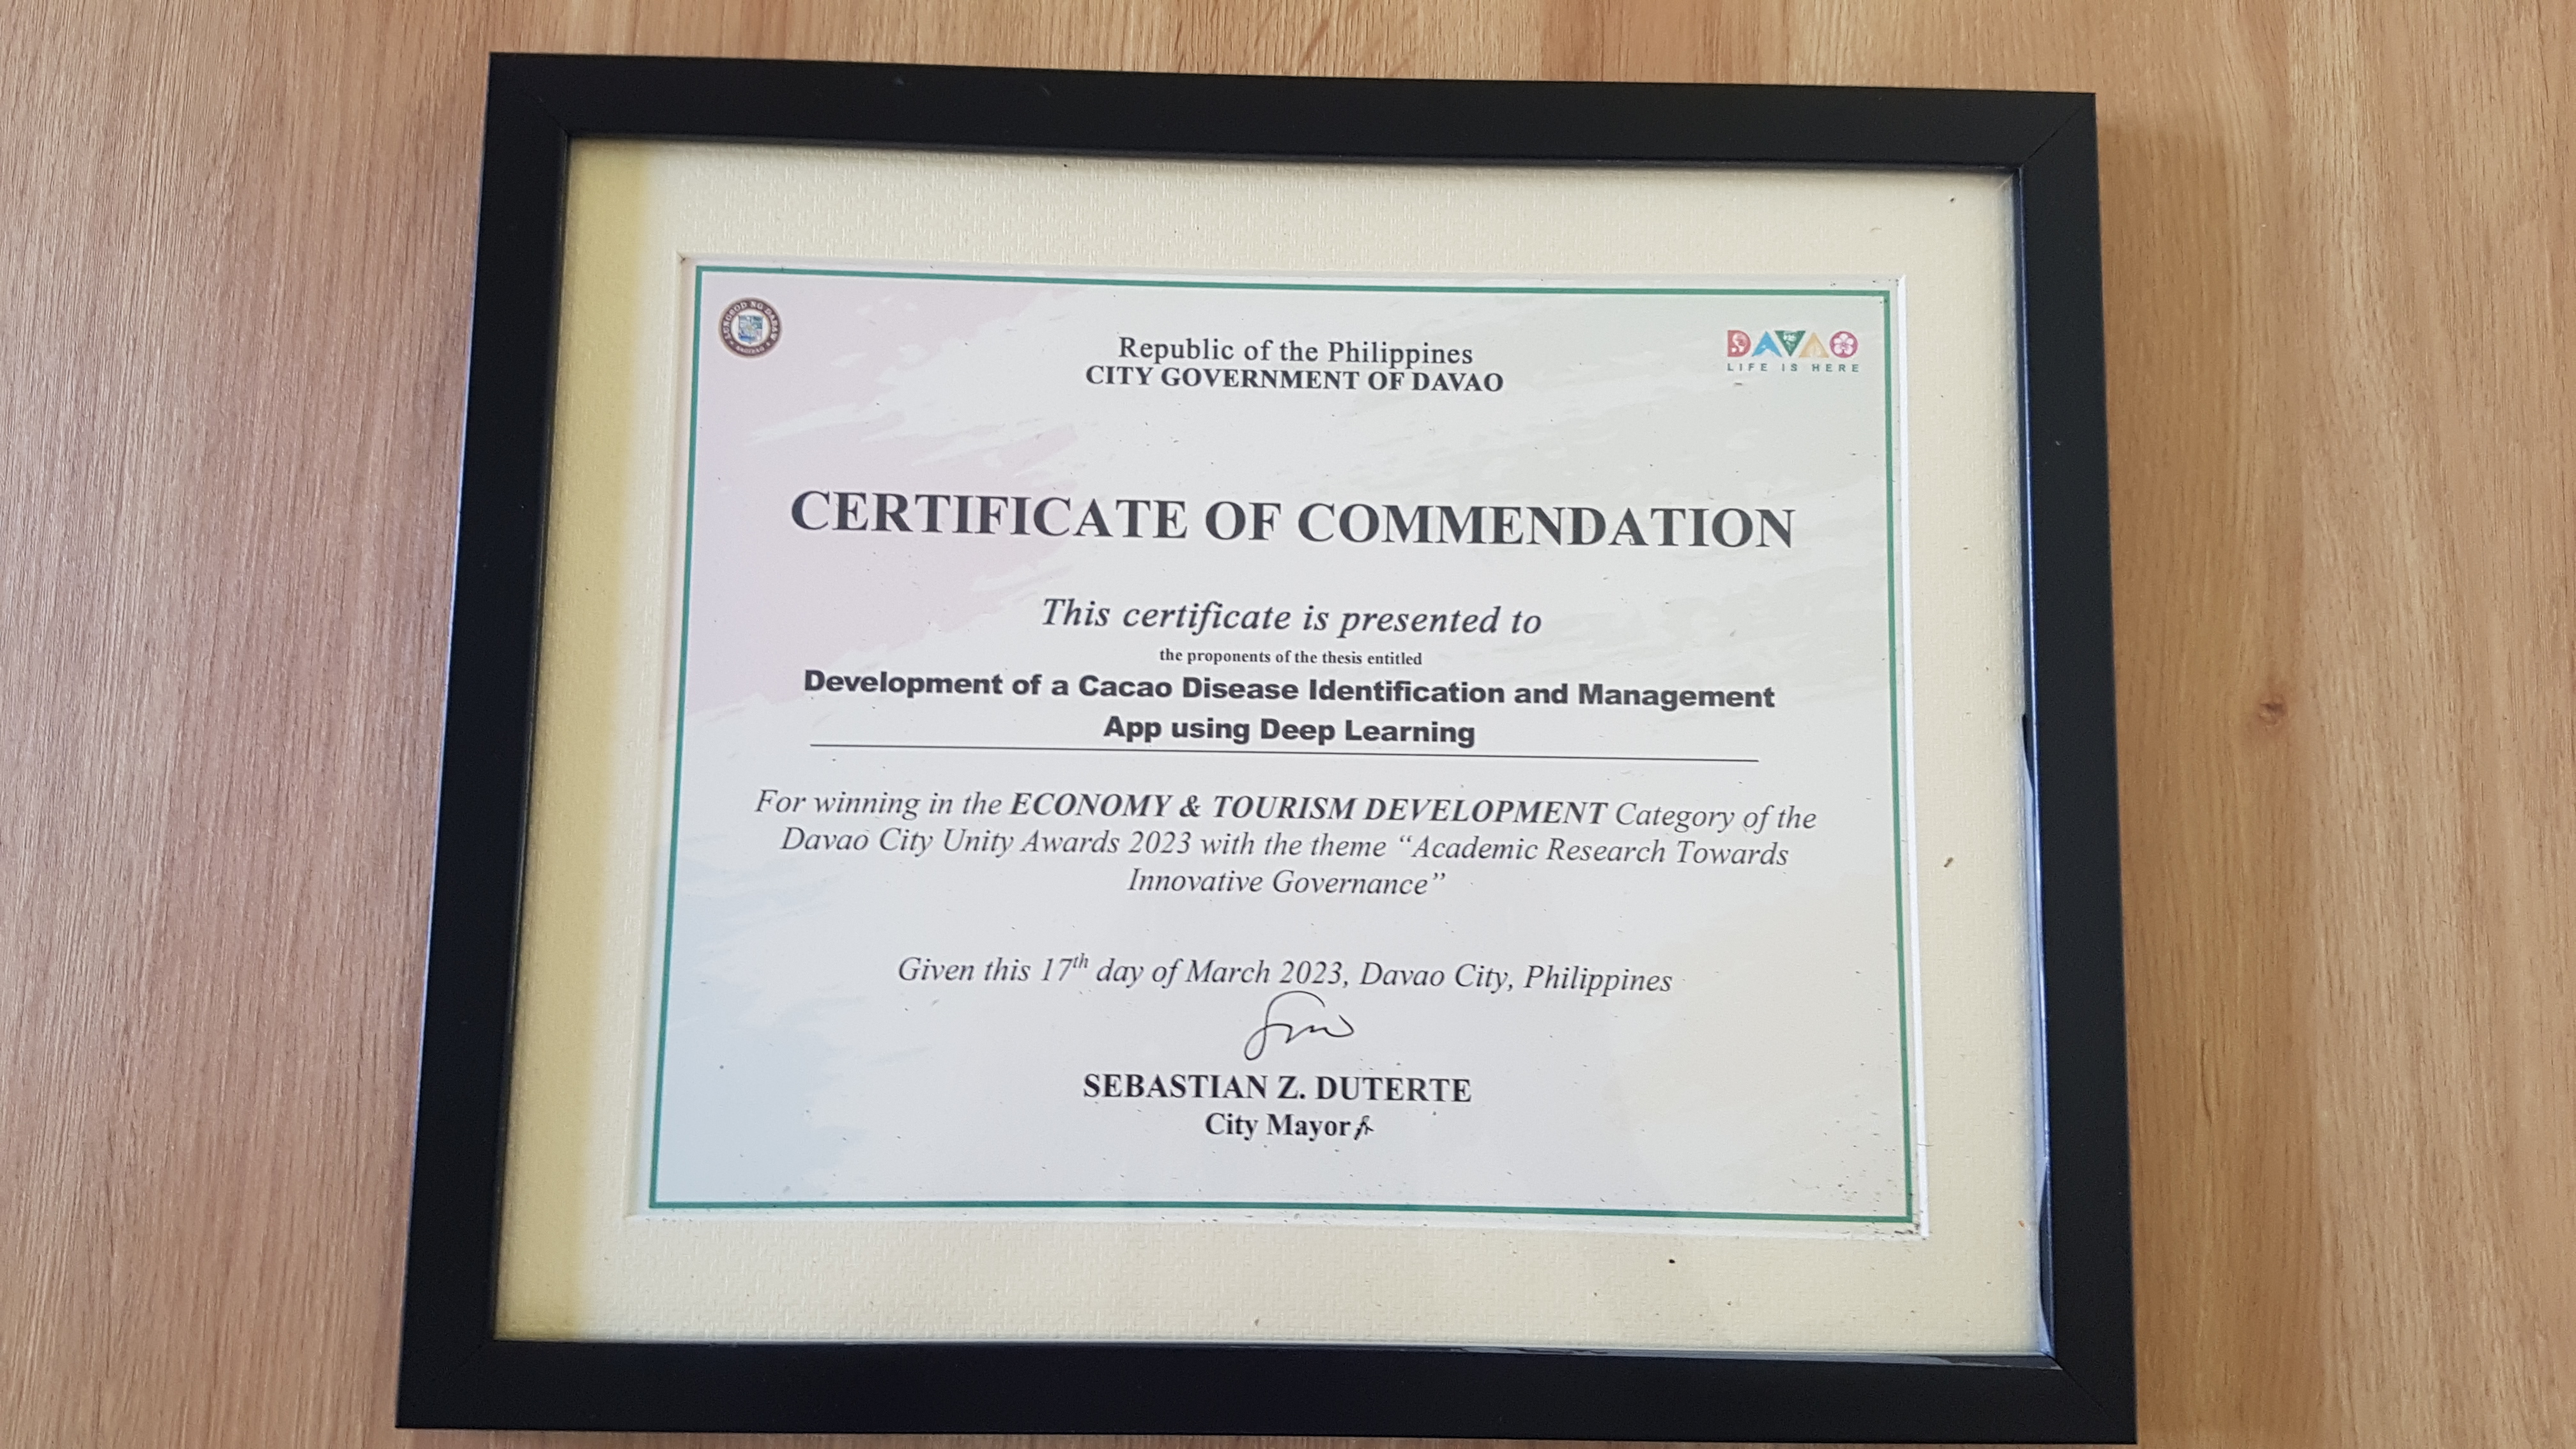 Republic of the Philippines
DAVAO
CITY GOVERNMENT OF DAVAO
LIFE IS HERE
CERTIFICATE OF COMMENDATION
This certificate is presented to
the proponents of the thesis entitled
Development of a Cacao Disease Identification and Management
App using Deep Learning
For winning in the ECONOMY & TOURISM DEVELOPMENT Category of the
Davao City Unity Awards 2023 with the theme “Academic Research Towards
Innovative Governance”
Given this 17th day of March 2023, Davao City, Philippines
SEBASTIAN Z. DUTERTE
City Mayor